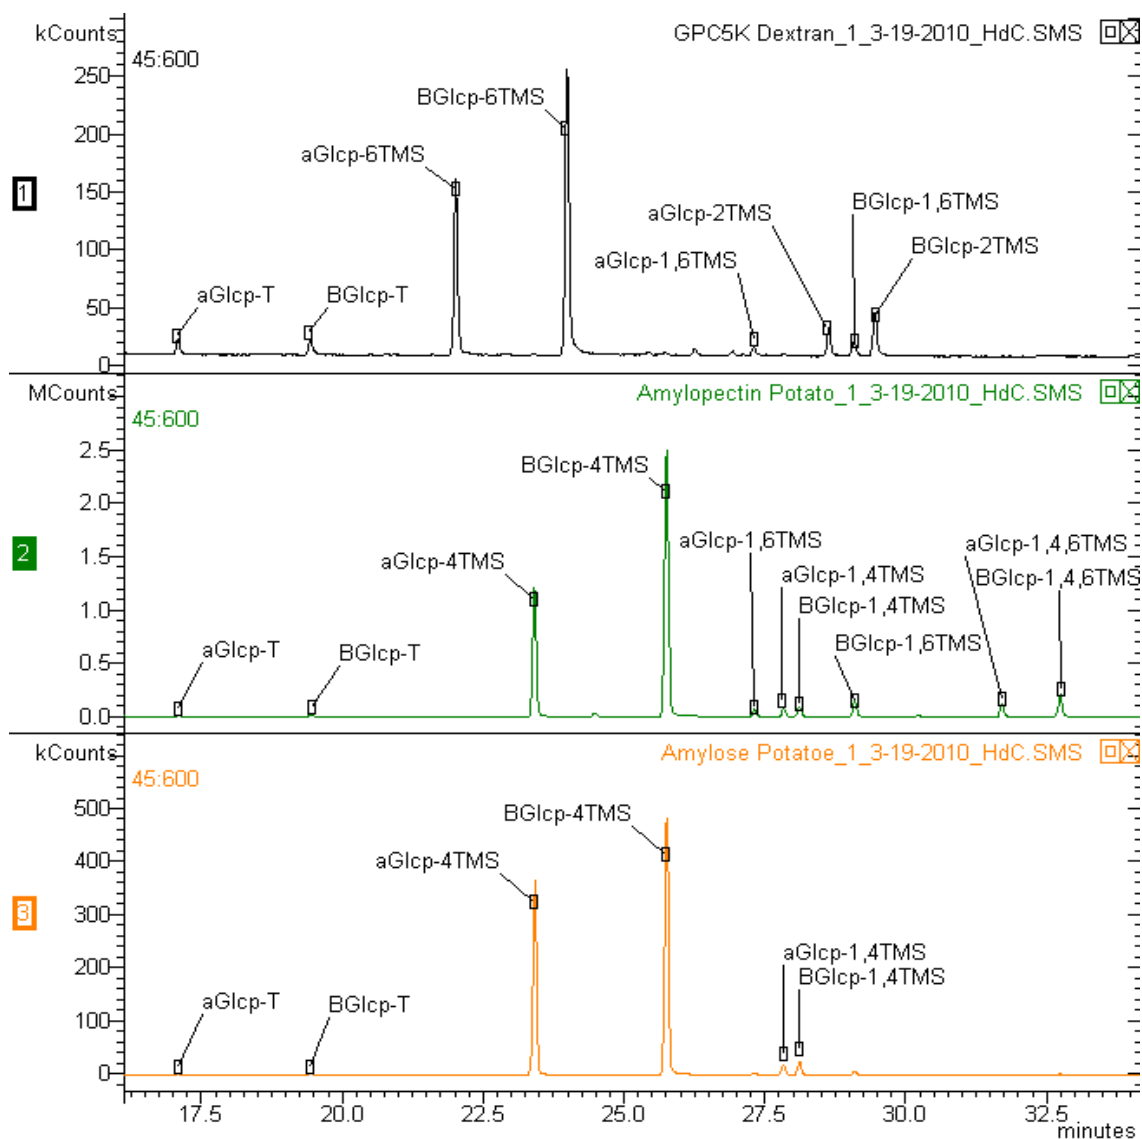 kCounts
GPC5K Dextran_1_3-19-2010_HdC.SMS
45:600
250
BGlcp-6TMS
200
aGlcp-6TMS
1
150
BGlcp-1,6TMS
aGlcp-2TMS
100
BGlcp-2TMS
aGlcp-1,6TMS
50
aGlcp-T
BGlcp-T
0
MCounts
Amylopectin Potato_1_3-19-2010_HdC.SMS
45:600
2.5
BGlcp-4TMS
2.0
aGlcp-1,6TMS
aGlcp-1,4,6TMS
2
aGlcp-4TMS
1.5
aGlcp-1,4TMS
BGlcp-1,4,6TMS
BGlcp-1,4TMS
1.0
BGlcp-1,6TMS
aGlcp-T
BGlcp-T
0.5
0.0
kCounts
Amylose Potatoe_1_3-19-2010_HdC.SMS
45:600
500
BGlcp-4TMS
400
aGlcp-4TMS
3
300
aGlcp-1,4TMS
200
BGlcp-1,4TMS
aGlcp-T
BGlcp-T
100
0
17.5 20.0 22.5 25.0 27.5 30.0 32.5
minutes